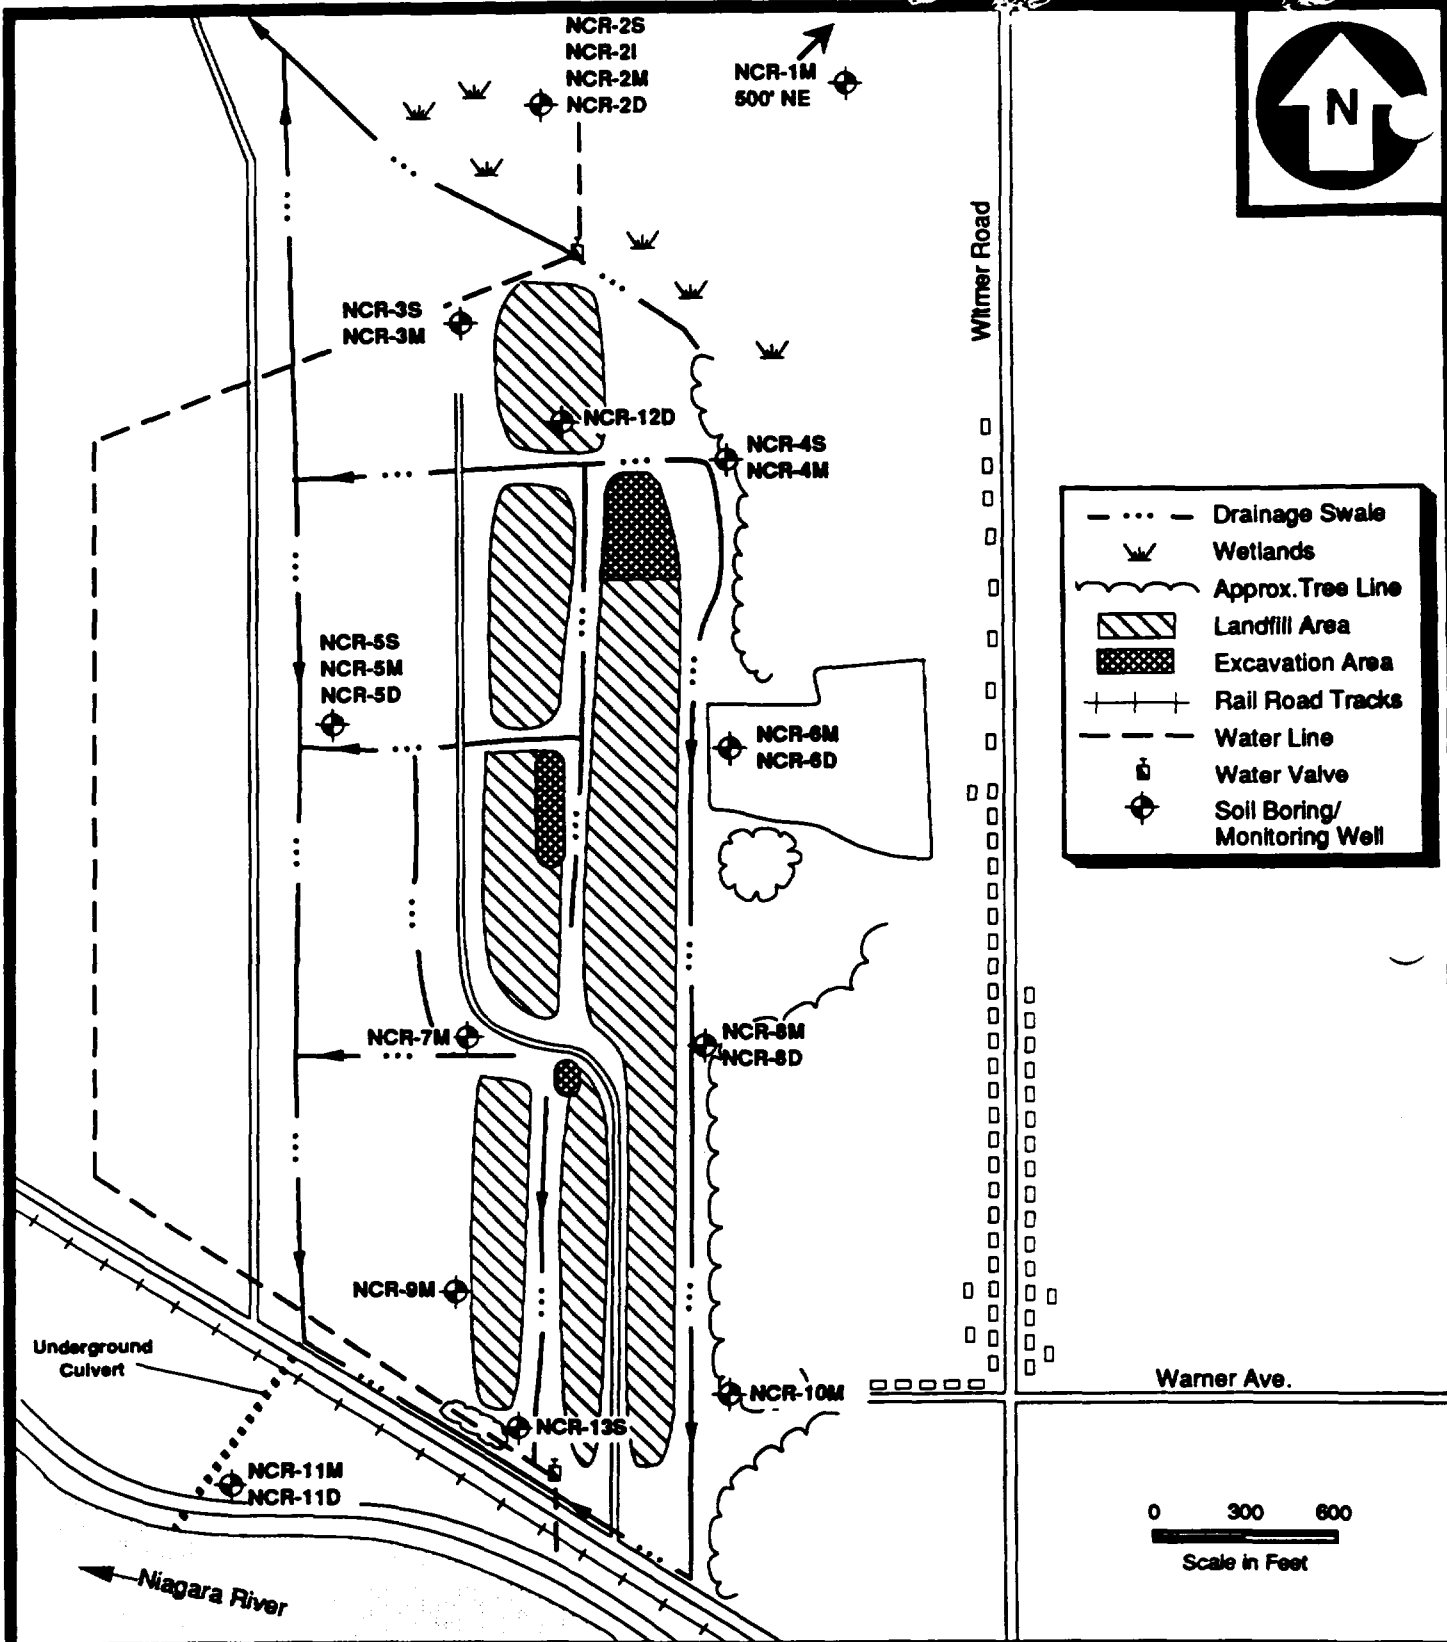 NCR-2S
NCR-2I
NCR-2M
NCR-2D
NCR-1M
500' NE
N
Witmer Road
NCR-3S
NCR-3M
NCR-12D
NCR-4S
NCR-4M
Drainage Swale
Wetlands
Approx.Tree Line
Landfill Area
Excavation Area
Rail Road Tracks
Water Line
Water Valve
Soil Boring/
Monitoring Well
NCR-5S
NCR-5M
NCR-5D
NCR-6M
NCR-6D
NCR-7M
NCR-8M
NCR-8D
NCR-9M
Underground
Culvert
Warner Ave.
NCR-10M
NCR-13S
NCR-11M
NCR-11D
0 300 600
Scale in Feet
Niagara River